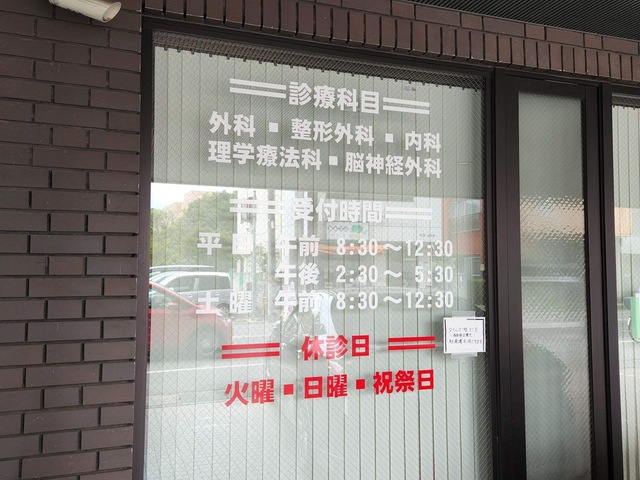 診療科目
外科・整形外科・内科
理学療法科・脳神経外科
受付時間
平日 午前 8:30～12:30
午後 2:30～5:30
土曜 午前 8:30～12:30
休診日
火曜・日曜・祝祭日